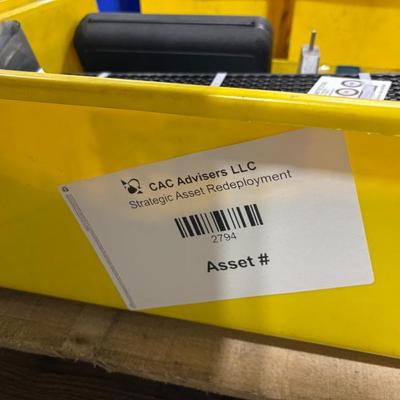 CAC Advisers LLC
Strategic Asset Redeployment
2794
Asset #